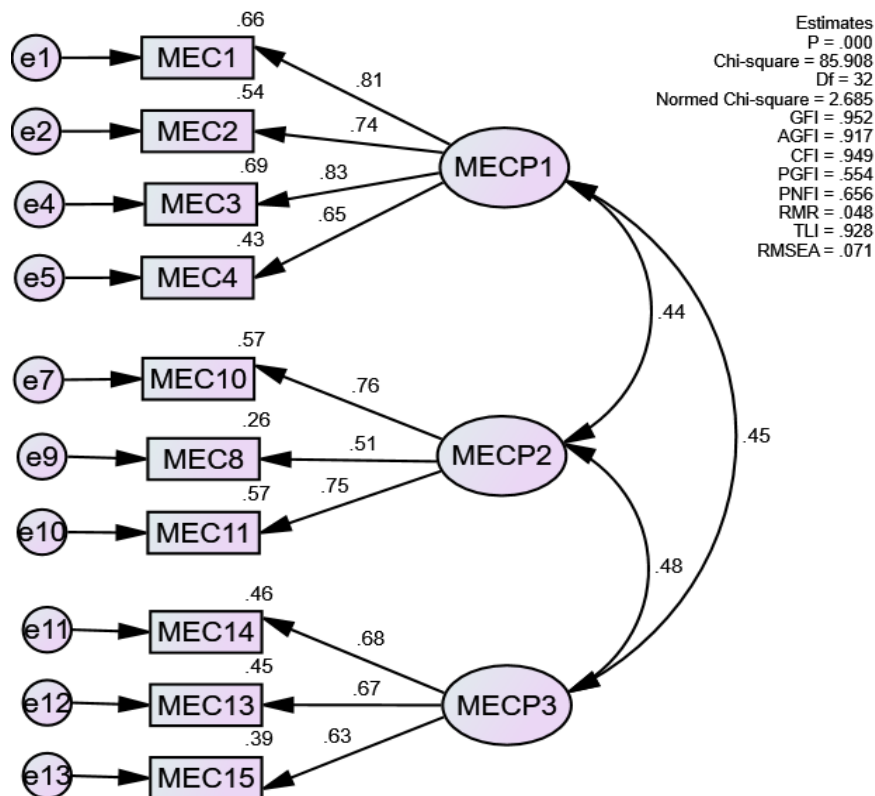 Estimates
P = .000
Chi-square = 85.908
Df = 32
Normed Chi-square = 2.685
GFI = .952
AGFI = .917
CFI = .949
PGFI = .554
PNFI = .656
RMR = .048
TLI = .928
RMSEA = .071
.66
e1 MEC1
.81
.54
e2 MEC2
.74
.69
e4 MEC3
.83
.43
e5 MEC4
.65
MECP1
.44
.57
e7 MEC10
.76
.26
e9 MEC8
.51
.57
e10 MEC11
.75
MECP2
.45
.48
.46
e11 MEC14
.68
.45
e12 MEC13
.67
.39
e13 MEC15
.63
MECP3